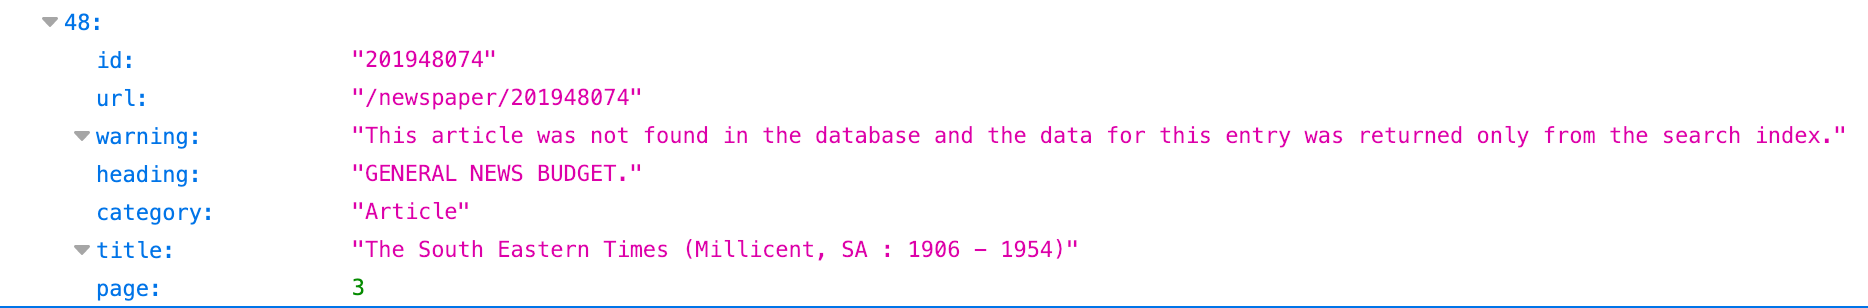 48:
id: "201948074"
url: "/newspaper/201948074"
warning: "This article was not found in the database and the data for this entry was returned only from the search index."
heading: "GENERAL NEWS BUDGET."
category: "Article"
title: "The South Eastern Times (Millicent, SA : 1906 - 1954)"
page: 3